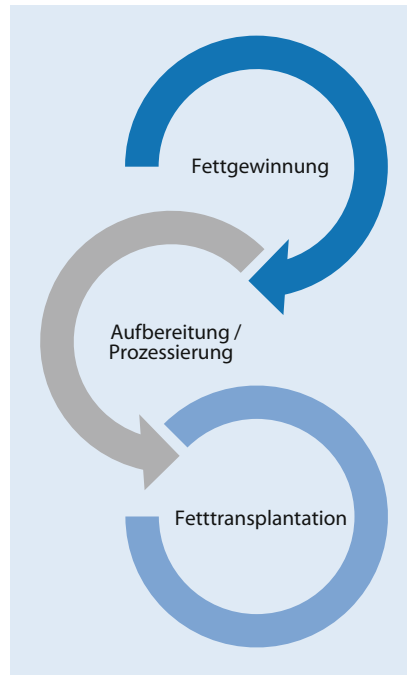 Fettgewinnung
Aufbereitung /
Prozessierung
Fetttransplantation